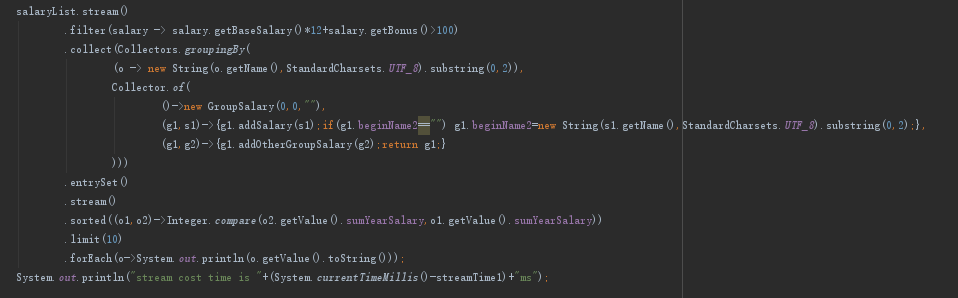 salaryList.stream()
.filter(salary -> salary.getBaseSalary()*12+salary.getBonus()>100)
.collect(Collectors.groupingBy(
(o -> new String(o.getName(),StandardCharsets.UTF_8).substring(0,2)),
Collector.of(
()->new GroupSalary(0,0,""),
(g1,s1)->{g1.addSalary(s1);if(g1.beginName2=="") g1.beginName2=new String(s1.getName(),StandardCharsets.UTF_8).substring(0,2);},
(g1,g2)->{g1.addOtherGroupSalary(g2);return g1;}
)))
.entrySet()
.stream()
.sorted((o1,o2)->Integer.compare(o2.getValue().sumYearSalary,o1.getValue().sumYearSalary))
.limit(10)
.forEach(o->System.out.println(o.getValue().toString()));
System.out.println("stream cost time is "+(System.currentTimeMillis()-streamTime1)+"ms");